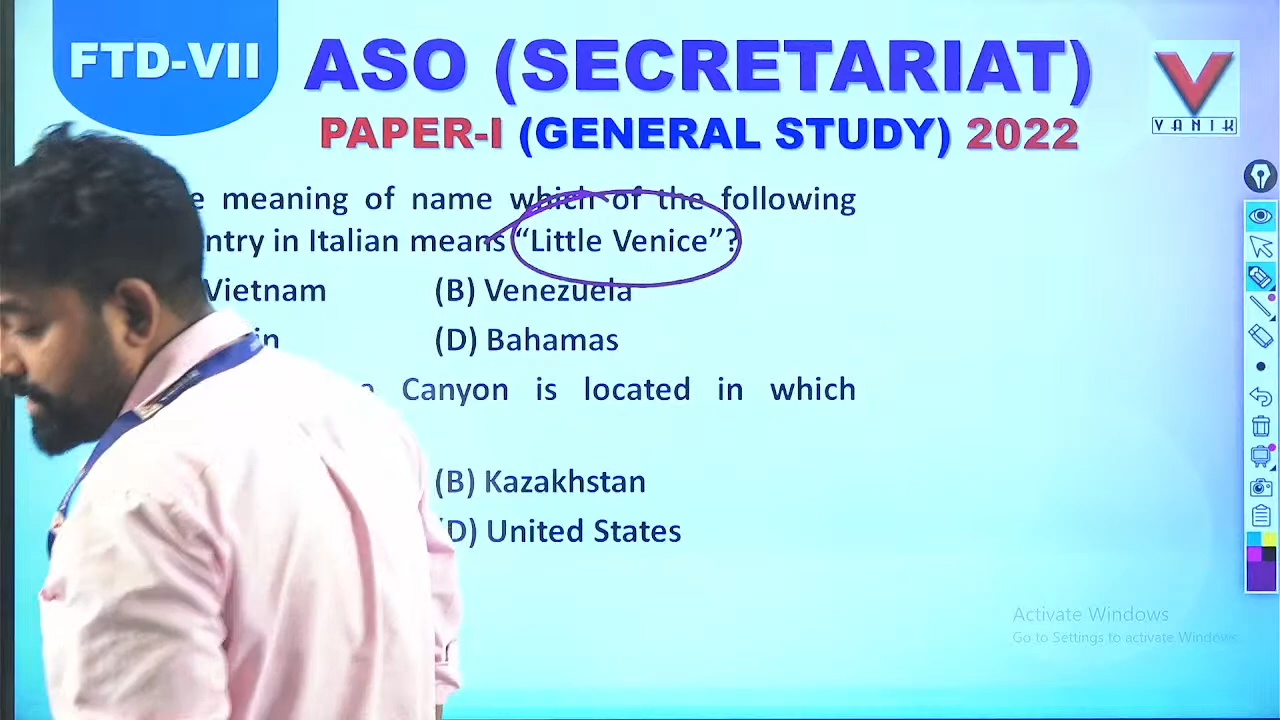 FTD-VII
ASO (SECRETARIAT)
PAPER-I (GENERAL STUDY) 2022
VANIK
meaning of name which of the following
in Italian means “Little Venice”?
Vietnam (B) Venezuela
(D) Bahamas
Canyon is located in which
(B) Kazakhstan
(D) United States
Activate Windows
Go to Settings to activate Windows.